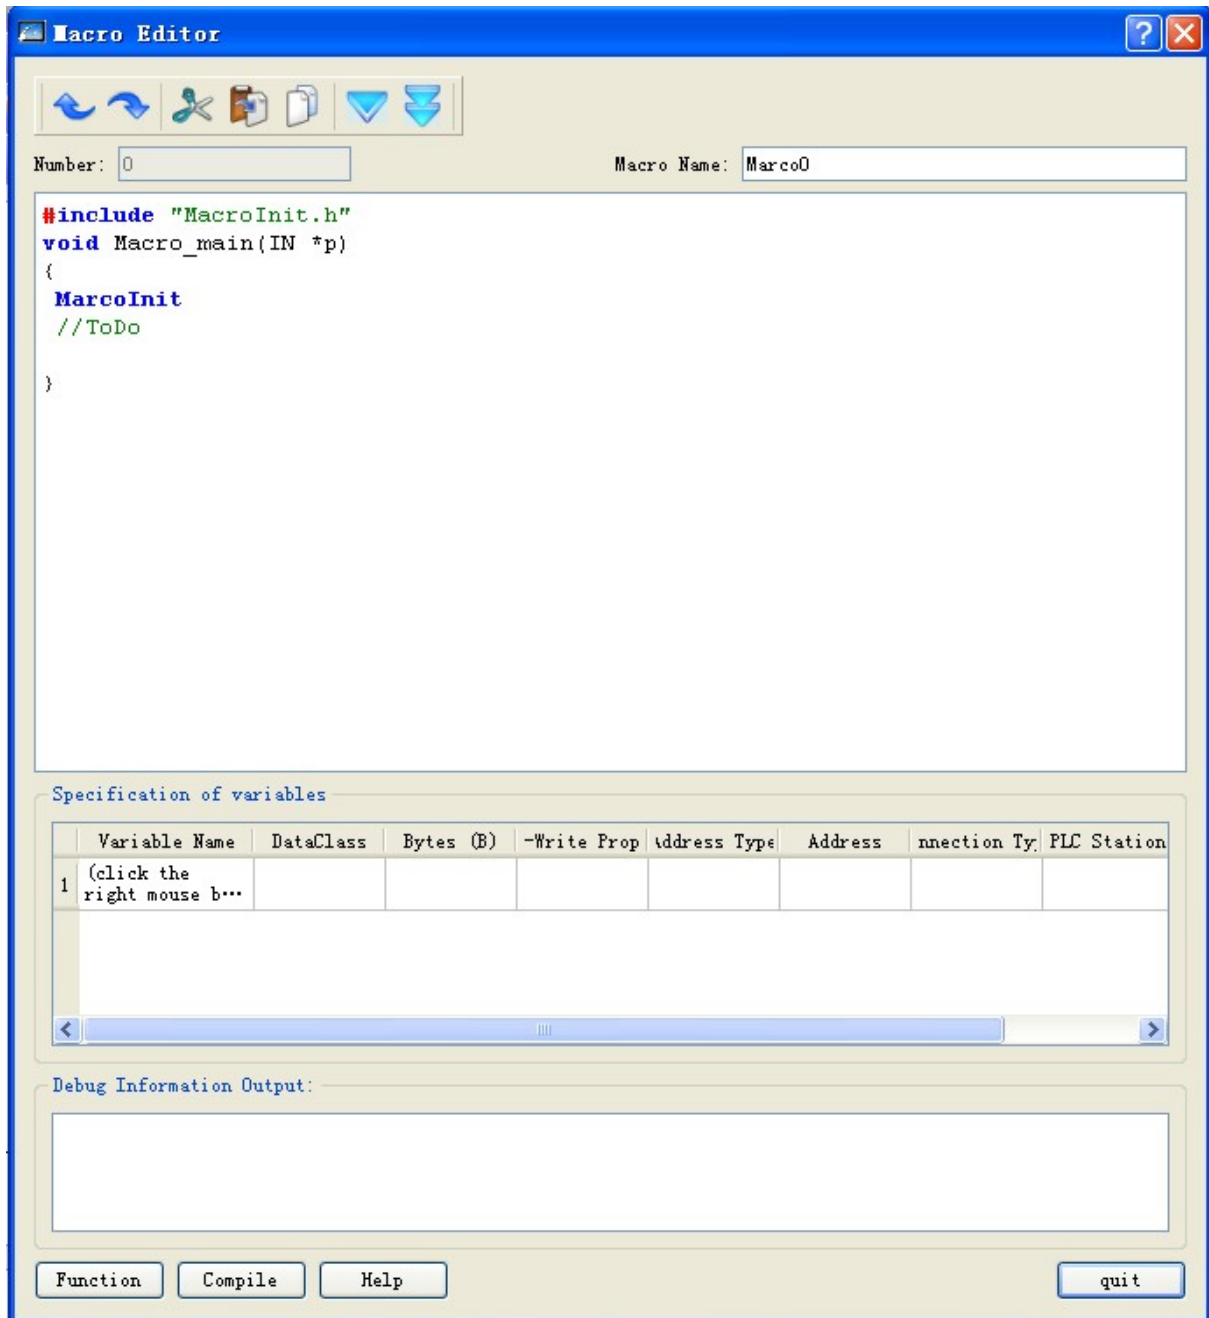 Macro Editor
Number: 0
Macro Name: Marco0
#include "MacroInit.h"
void Macro_main(IN *p)
{
MarcoInit
//ToDo
}
Specification of variables
Variable Name DataClass Bytes (B) -Write Prop ddress Type Address nnection Ty PLC Station
1 (click the
right mouse b...
Debug Information Output:
Function Compile Help quit